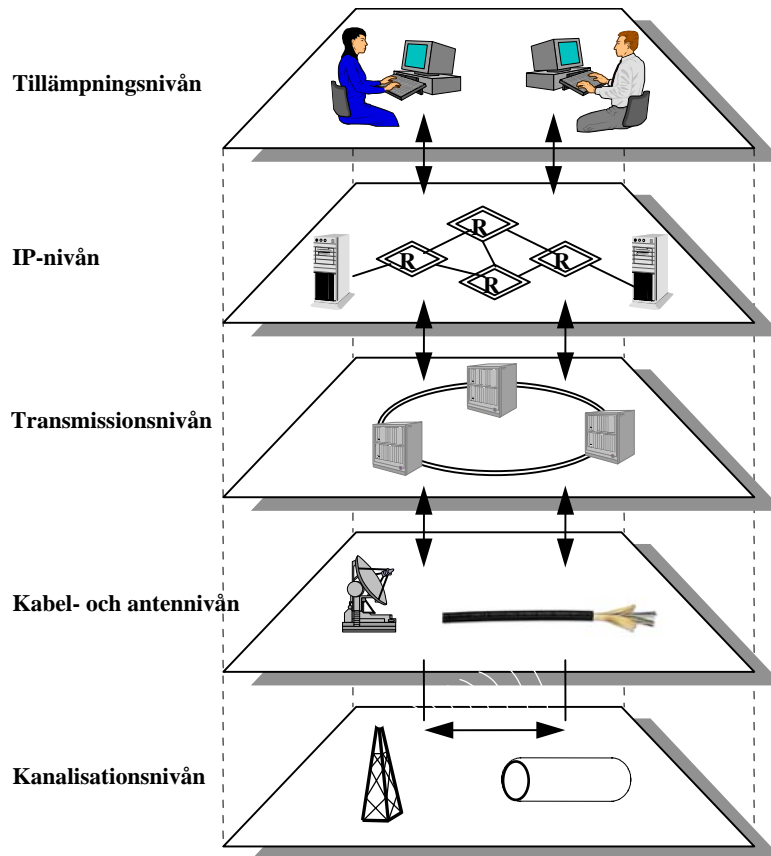 Tillämpningsnivån
IP-nivån
R
R
R
R
Transmissionsnivån
Kabel- och antennivån
Kanalisationsnivån